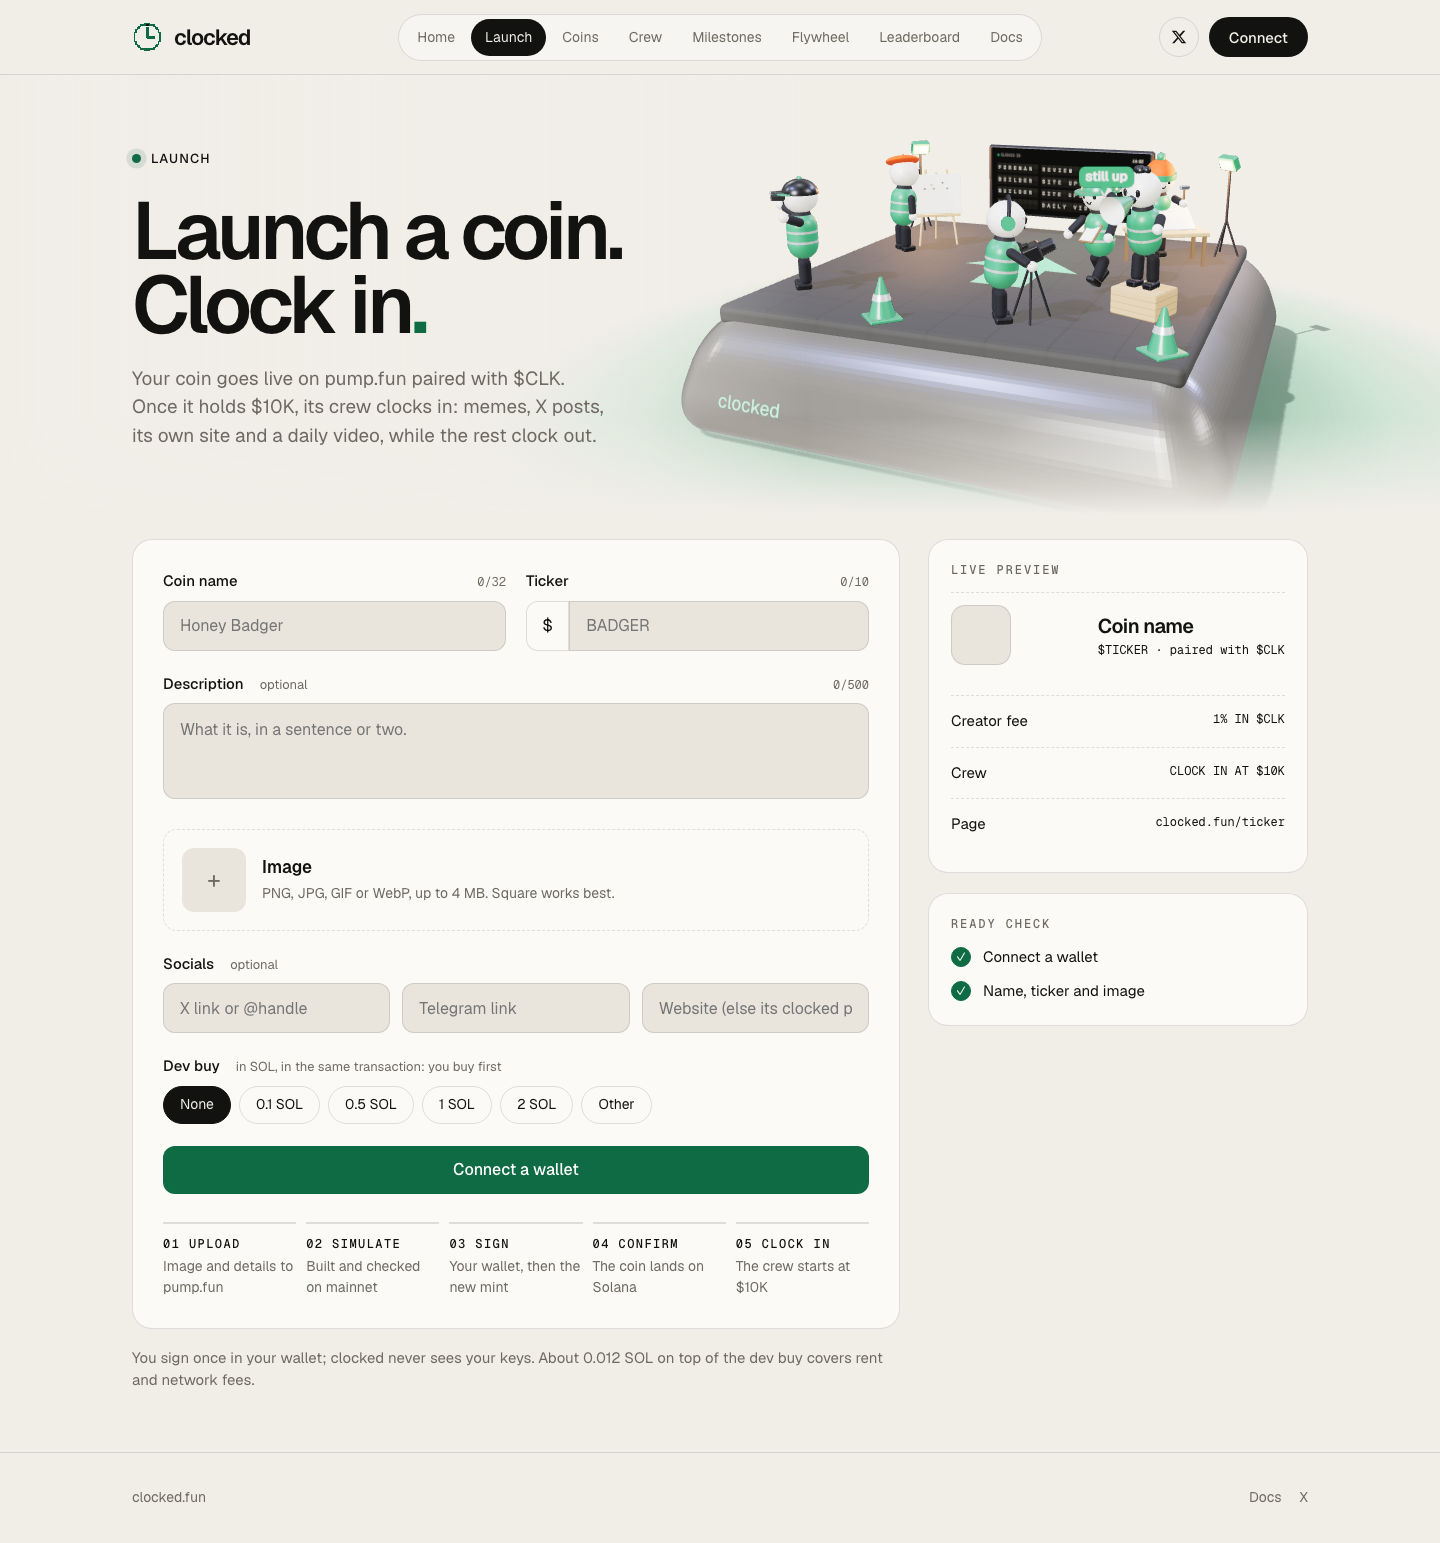 clocked
Home
Launch
Coins
Crew
Milestones
Flywheel
Leaderboard
Docs
Connect
LAUNCH
Launch a coin.
Clock in.
Your coin goes live on pump.fun paired with $CLK.
Once it holds $10K, its crew clocks in: memes, X posts,
its own site and a daily video, while the rest clock out.
still up
clocked
Coin name
0/32
Ticker
0/10
Honey Badger
$
BADGER
Description
optional
0/500
What it is, in a sentence or two.
+
Image
PNG, JPG, GIF or WebP, up to 4 MB. Square works best.
Socials
optional
X link or @handle
Telegram link
Website (else its clocked p
Dev buy
in SOL, in the same transaction: you buy first
None
0.1 SOL
0.5 SOL
1 SOL
2 SOL
Other
Connect a wallet
01 UPLOAD
Image and details to
pump.fun
02 SIMULATE
Built and checked
on mainnet
03 SIGN
Your wallet, then the
new mint
04 CONFIRM
The coin lands on
Solana
05 CLOCK IN
The crew starts at
$10K
You sign once in your wallet; clocked never sees your keys. About 0.012 SOL on top of the dev buy covers rent
and network fees.
LIVE PREVIEW
Coin name
$TICKER · paired with $CLK
Creator fee
1% IN $CLK
Crew
CLOCK IN AT $10K
Page
clocked.fun/ticker
READY CHECK
Connect a wallet
Name, ticker and image
clocked.fun
Docs
X